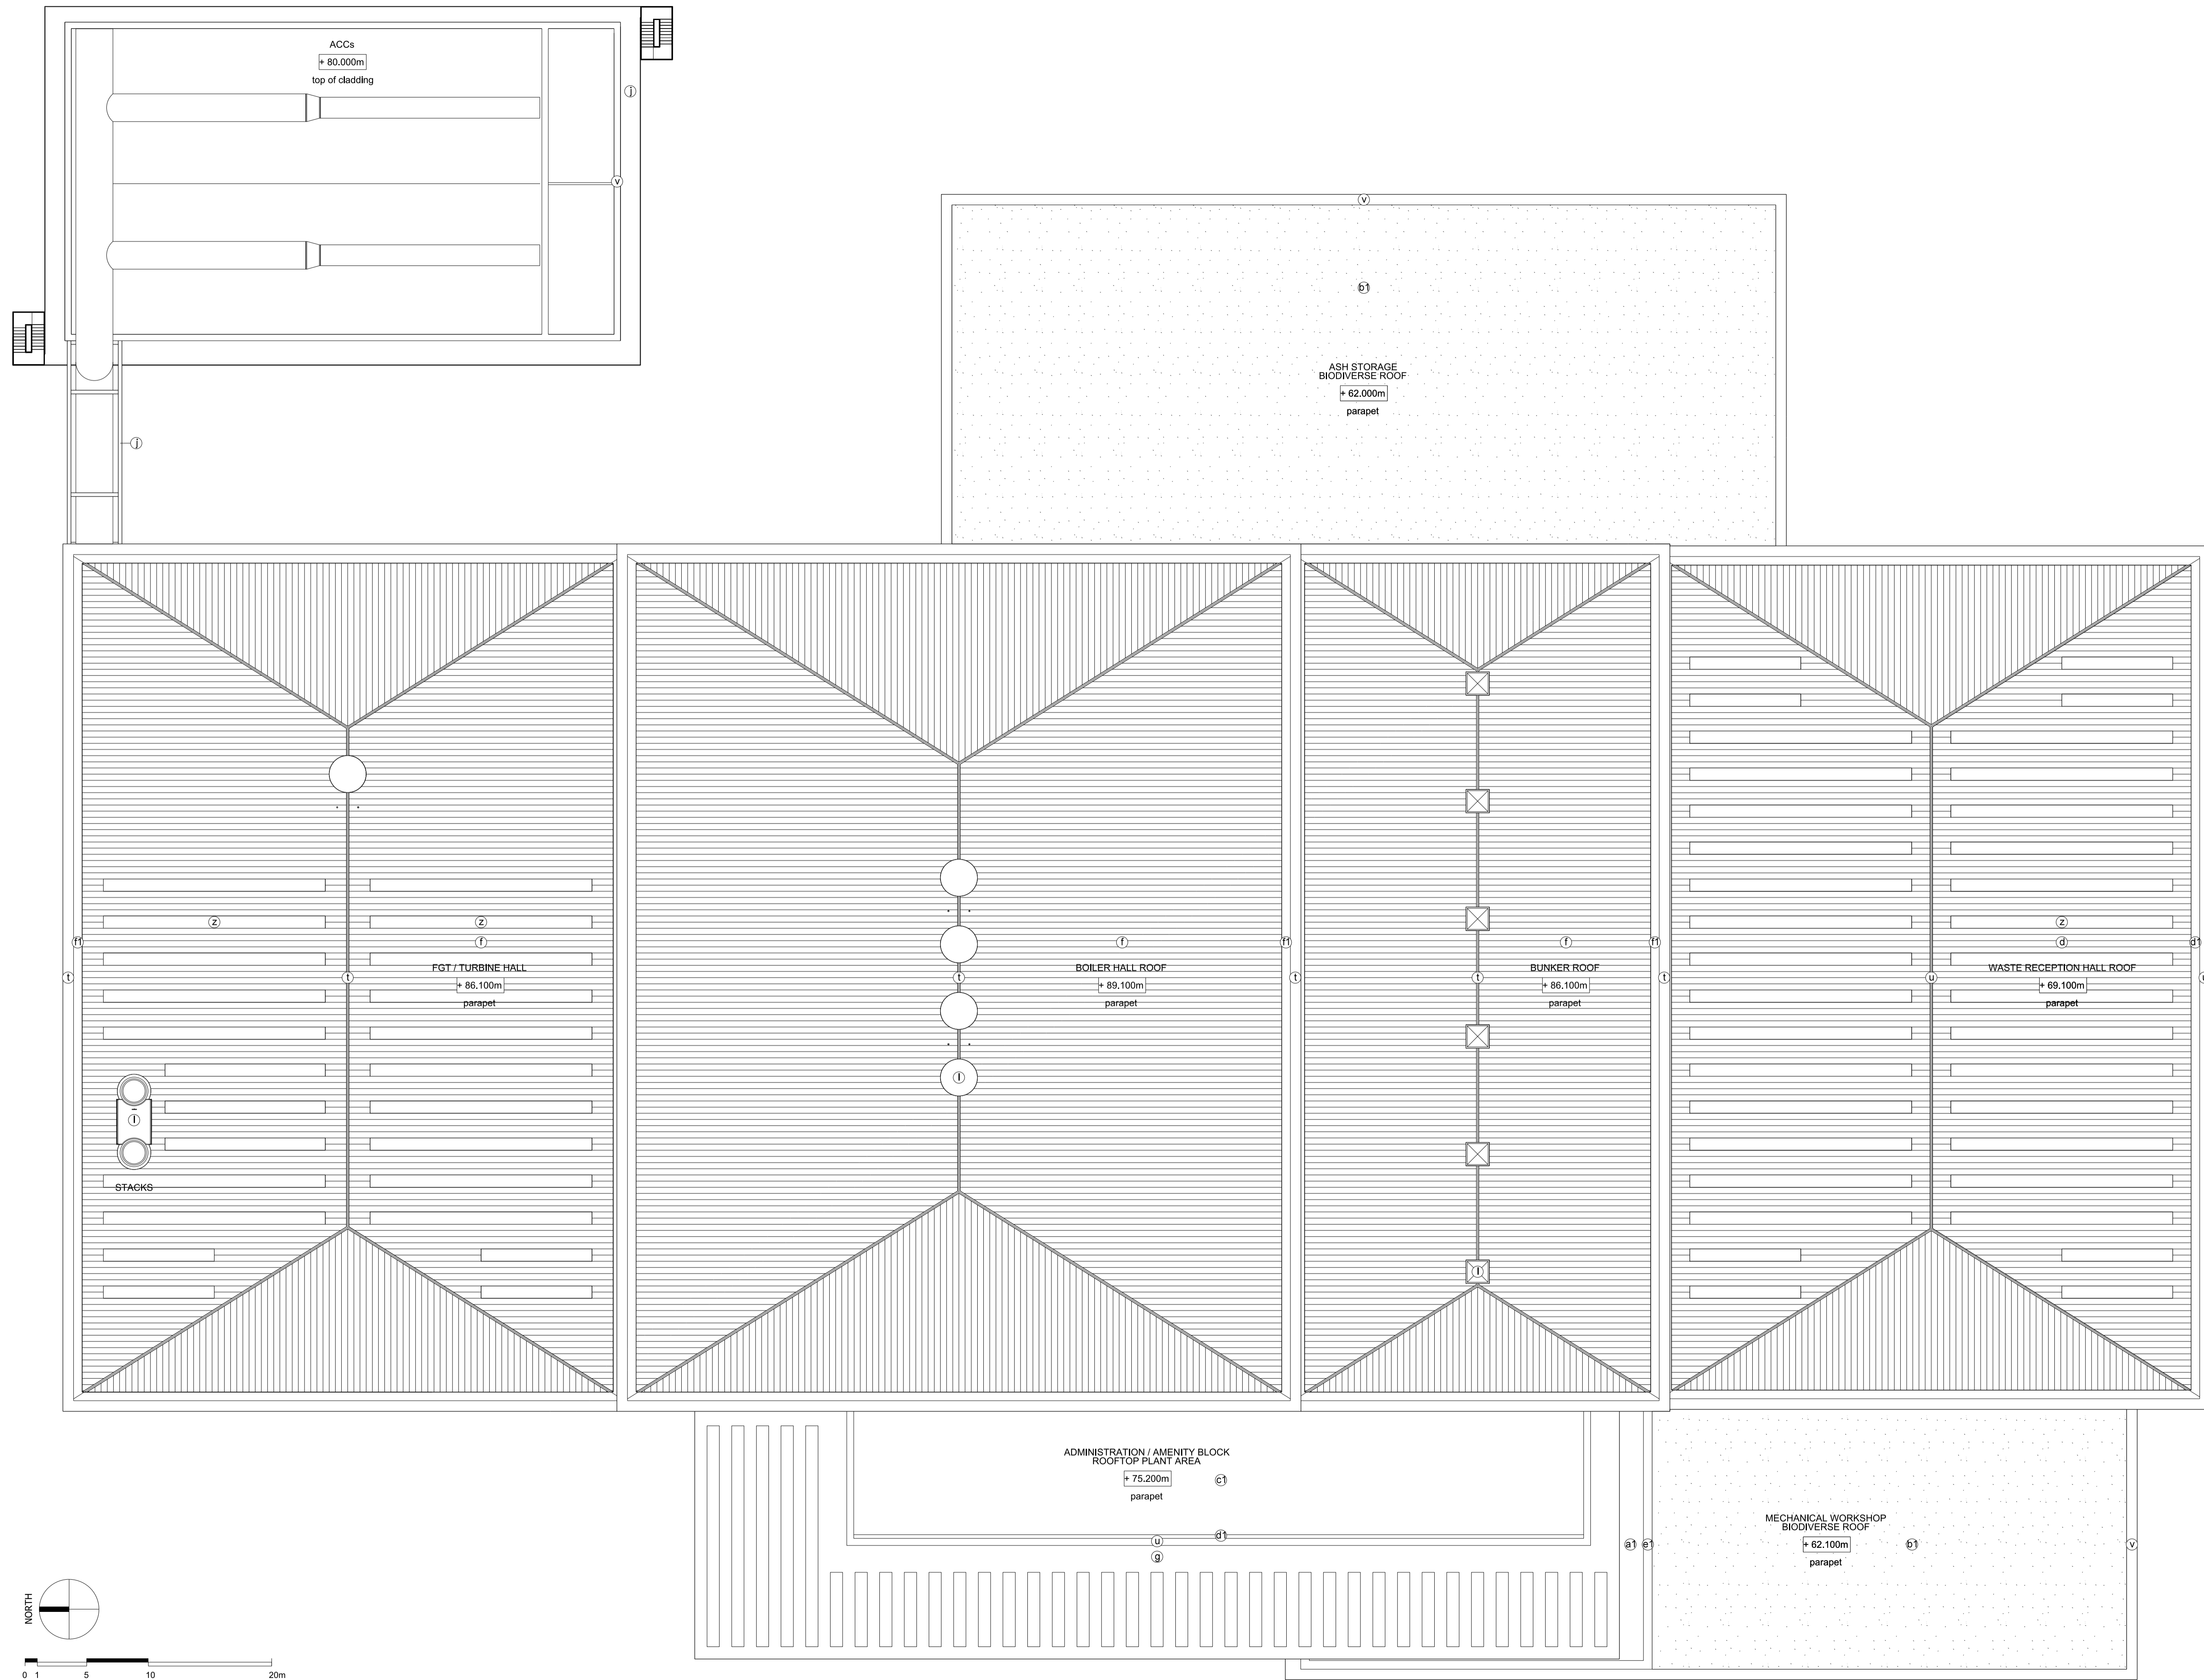 ACCs
+ 80.000m
top of cladding
j
v
v
b1
ASH STORAGE
BIODIVERSE ROOF
+ 62.000m
parapet
j
z
z
z
f1
f
f
f1
f
f1
d
d1
FGT / TURBINE HALL
+ 86.100m
parapet
BOILER HALL ROOF
+ 89.100m
parapet
BUNKER ROOF
+ 86.100m
parapet
WASTE RECEPTION HALL ROOF
+ 69.100m
parapet
t
t
t
t
t
t
u
l
l
STACKS
l
ADMINISTRATION / AMENITY BLOCK
ROOFTOP PLANT AREA
+ 75.200m
parapet
c1
d1
u
g
a1
e1
MECHANICAL WORKSHOP
BIODIVERSE ROOF
+ 62.100m
parapet
b1
v
NORTH
0 1 5 10 20m